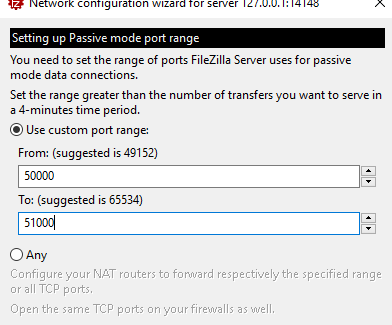 Network configuration wizard for server 127.0.0.1:14148
Setting up Passive mode port range
You need to set the range of ports FileZilla Server uses for passive
mode data connections.
Set the range greater than the number of transfers you want to serve in
a 4-minutes time period.
Use custom port range:
From: (suggested is 49152)
50000
To: (suggested is 65534)
51000
Any
Configure your NAT routers to forward respectively the specified range
or all TCP ports.
Open the same TCP ports on your firewalls as well.